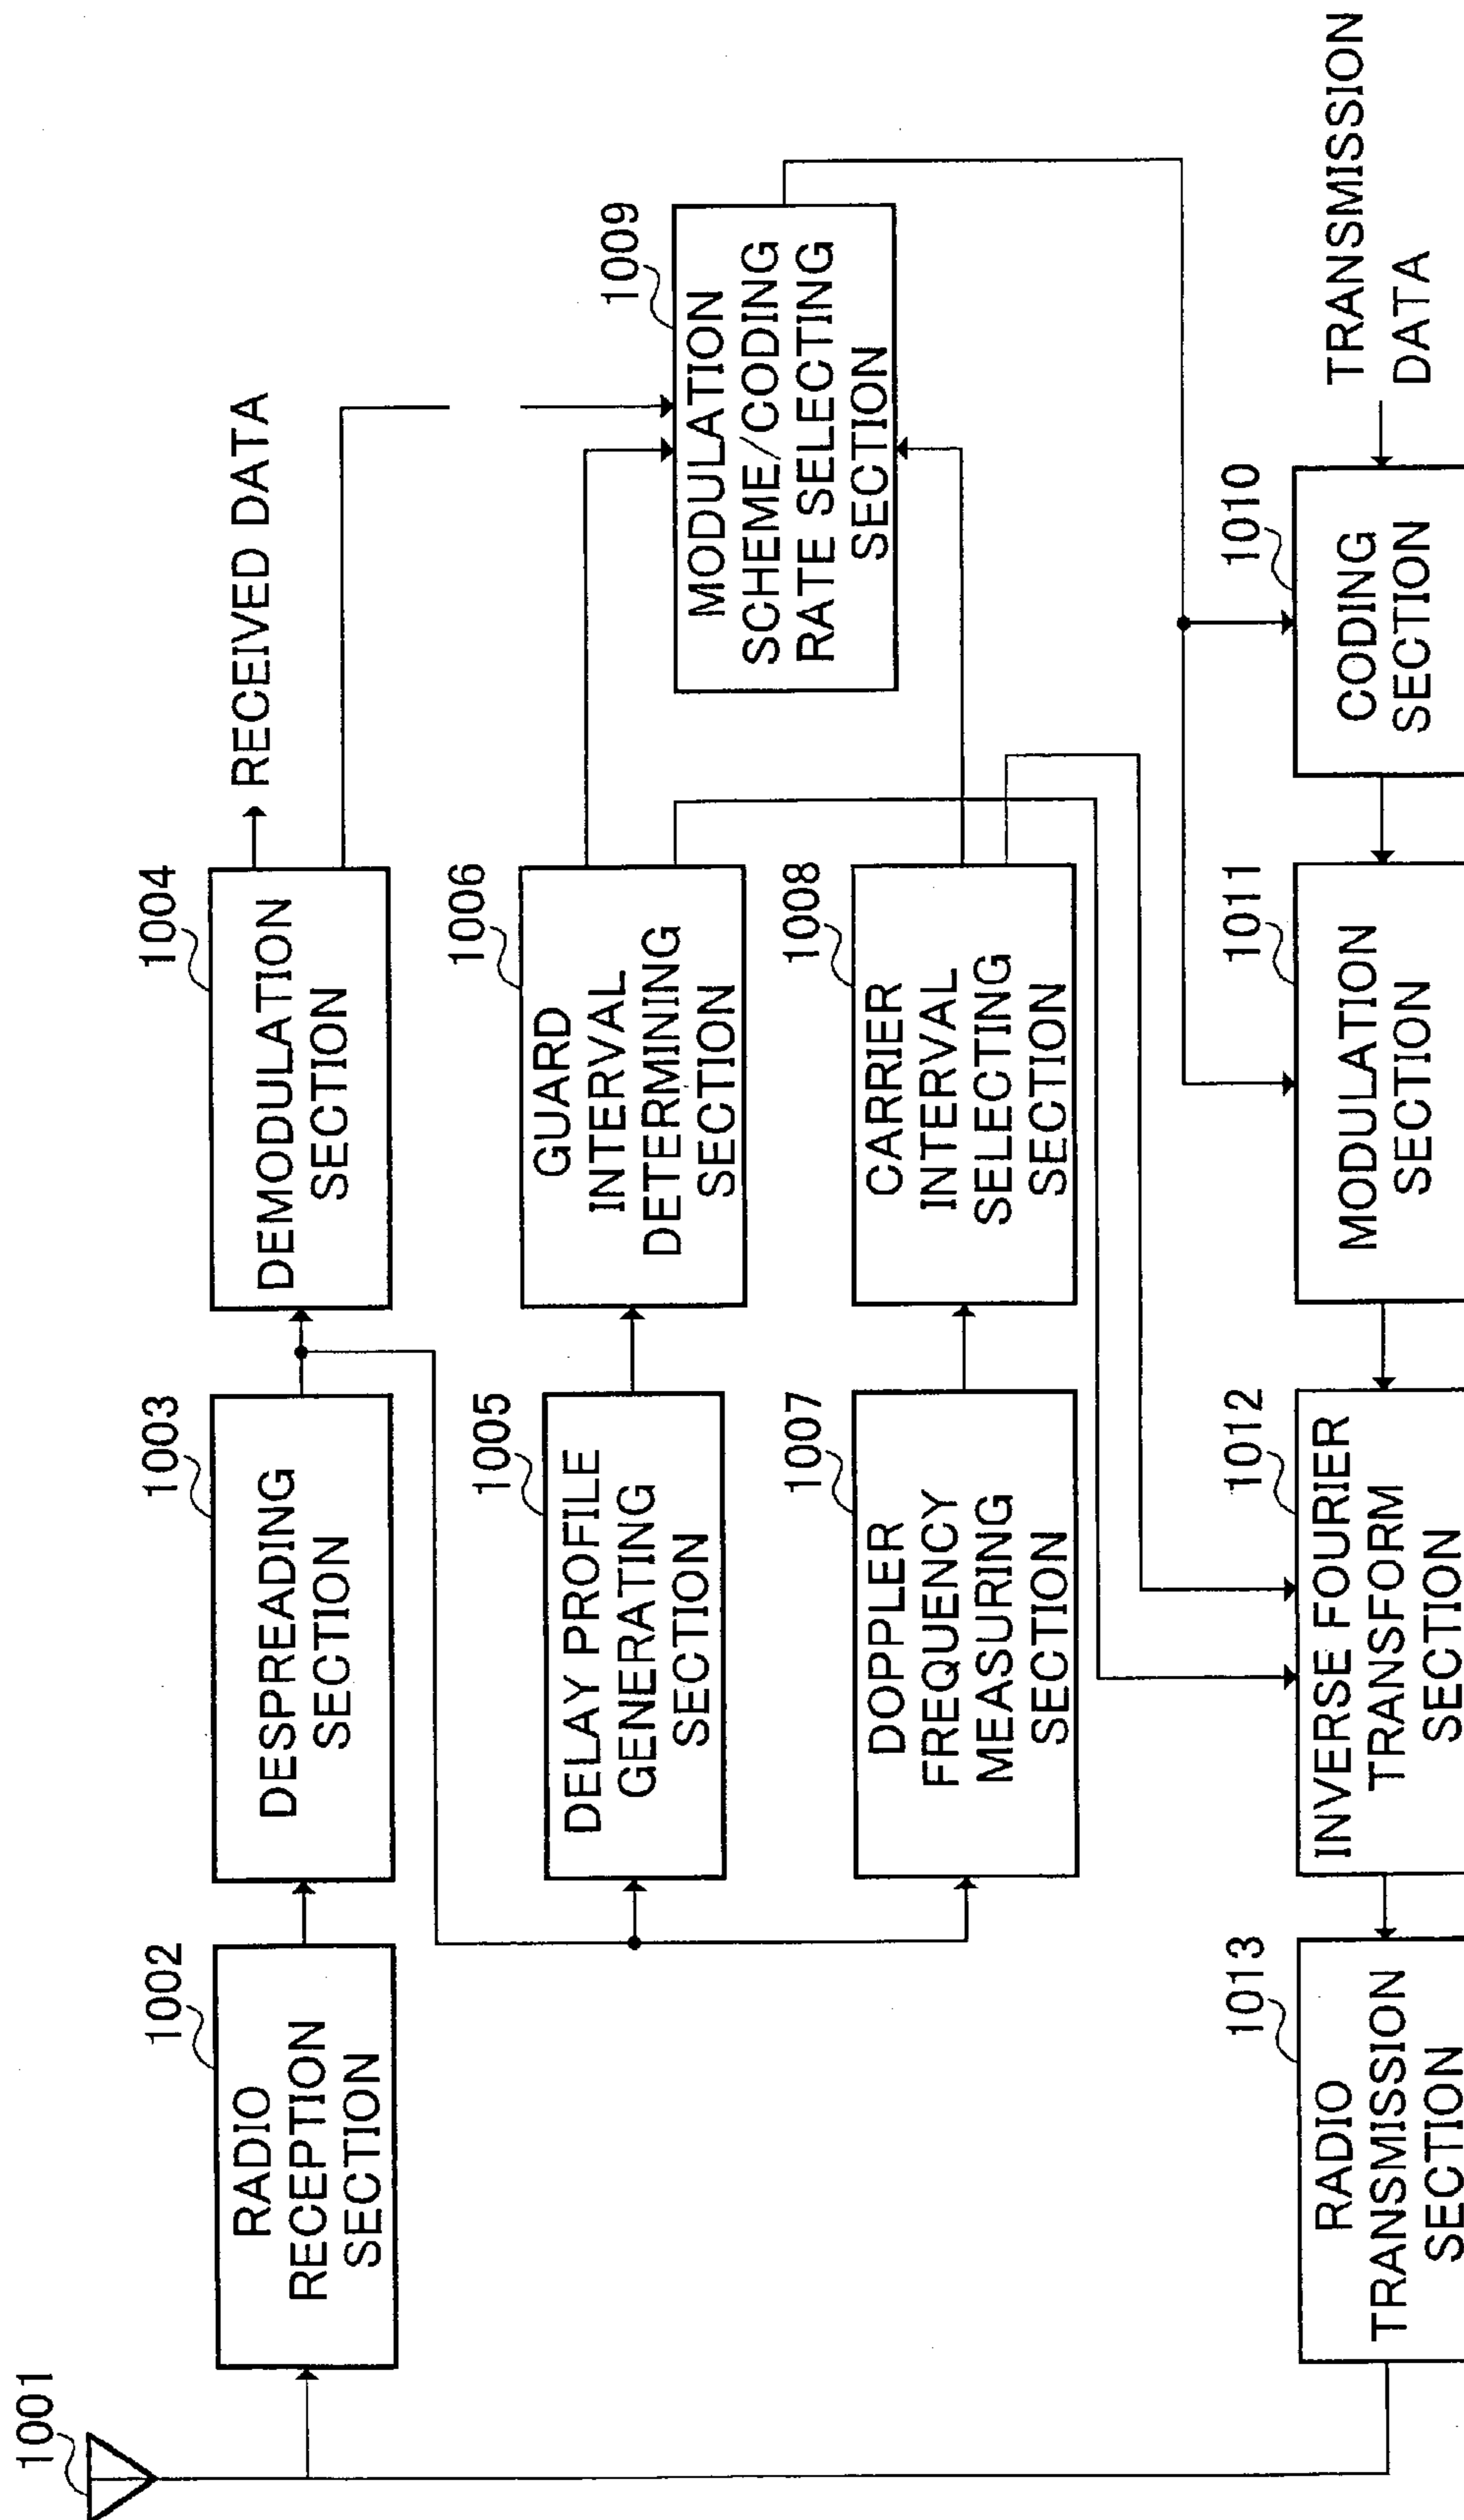 1001
1002
RADIO
RECEPTION
SECTION
1003
DESPREADING
SECTION
1004
DEMODULATION
SECTION
RECEIVED DATA
1005
DELAY PROFILE
GENERATING
SECTION
1006
GUARD
INTERVAL
DETERMINING
SECTION
1007
DOPPLER
FREQUENCY
MEASURING
SECTION
1008
CARRIER
INTERVAL
SELECTING
SECTION
1009
MODULATION
SCHEME/CODING
RATE SELECTING
SECTION
1013
RADIO
TRANSMISSION
SECTION
1012
INVERSE FOURIER
TRANSFORM
SECTION
1011
MODULATION
SECTION
1010
CODING
SECTION
TRANSMISSION
DATA